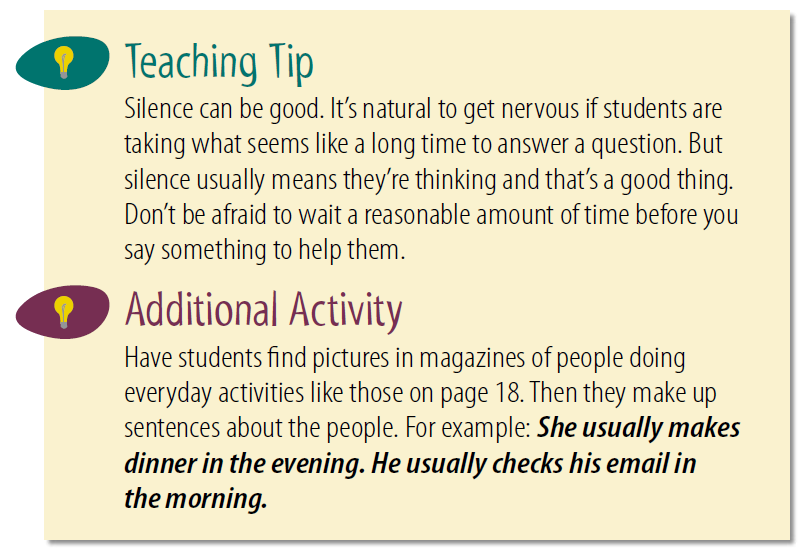 Teaching Tip
Silence can be good. It’s natural to get nervous if students are
taking what seems like a long time to answer a question. But
silence usually means they’re thinking and that’s a good thing.
Don’t be afraid to wait a reasonable amount of time before you
say something to help them.
Additional Activity
Have students find pictures in magazines of people doing
everyday activities like those on page 18. Then they make up
sentences about the people. For example: She usually makes
dinner in the evening. He usually checks his email in
the morning.